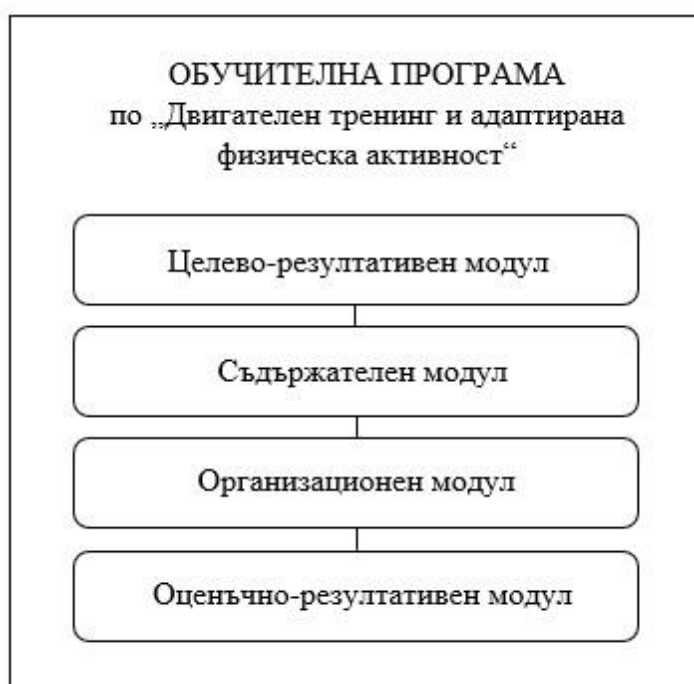 ОБУЧИТЕЛНА ПРОГРАМА
по „Двигателен тренинг и адаптирана
физическа активност“
Целево-резултативен модул
Съдържателен модул
Организационен модул
Оценъчно-резултативен модул